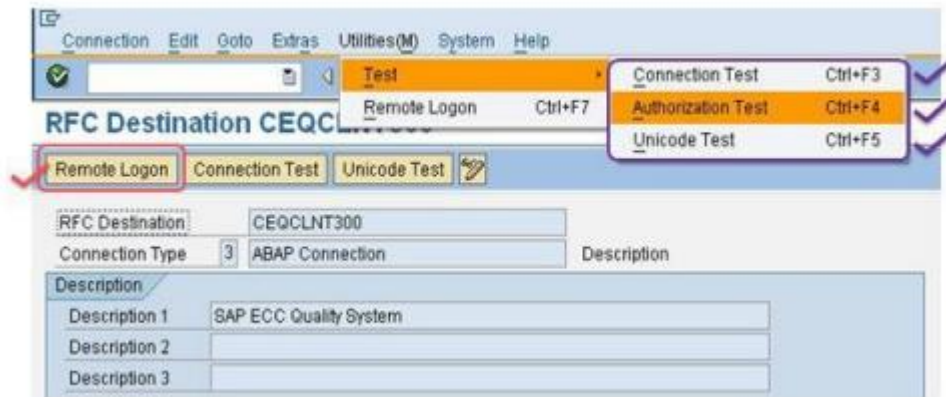 Connection Edit Goto Extras Utilities(M) System Help
Test
Connection Test Ctrl+F3
Remote Logon Ctrl+F7
Authorization Test Ctrl+F4
Unicode Test Ctrl+F5
RFC Destination
Remote Logon Connection Test Unicode Test
RFC Destination CEQCLNT300
Connection Type 3 ABAP Connection Description
Description
Description 1 SAP ECC Quality System
Description 2
Description 3